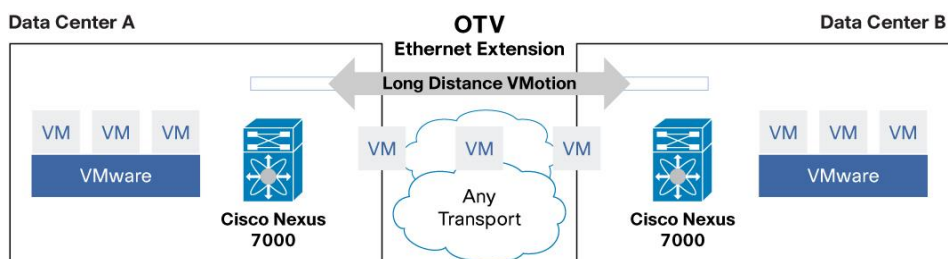 Data Center A
OTV
Data Center B
Ethernet Extension
Long Distance VMotion
VM VM VM
VMware
Cisco Nexus
7000
VM VM VM
Any
Transport
Cisco Nexus
7000
VM VM VM
VMware